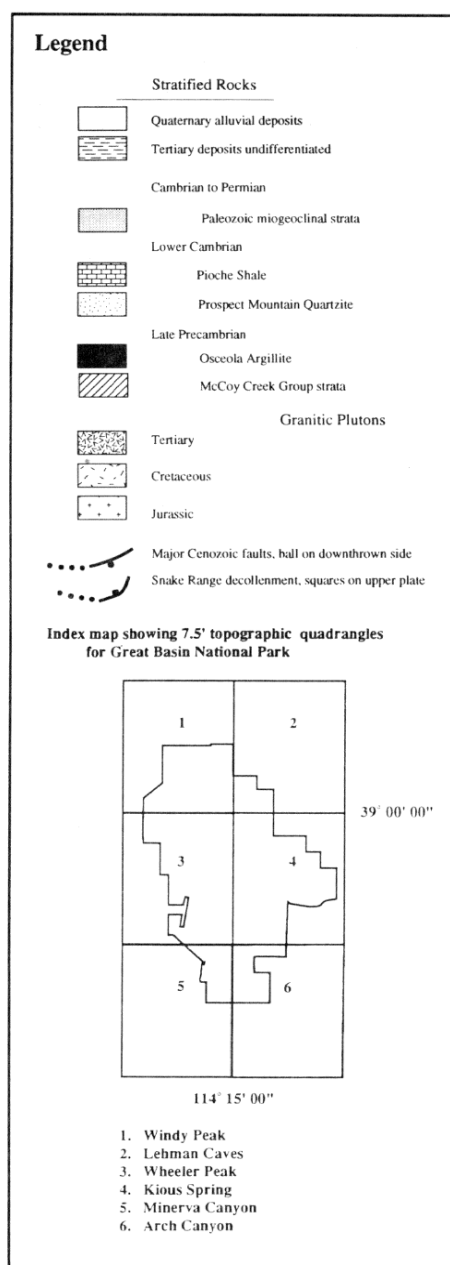 Legend
Stratified Rocks
Quaternary alluvial deposits
Tertiary deposits undifferentiated
Cambrian to Permian
Paleozoic miogeoclinal strata
Lower Cambrian
Pioche Shale
Prospect Mountain Quartzite
Late Precambrian
Osceola Argillite
McCoy Creek Group strata
Granitic Plutons
Tertiary
Cretaceous
Jurassic
Major Cenozoic faults, ball on downthrown side
Snake Range decollenment, squares on upper plate
Index map showing 7.5' topographic quadrangles
for Great Basin National Park
1
2
39° 00' 00"
3
4
5
6
114° 15' 00"
1. Windy Peak
2. Lehman Caves
3. Wheeler Peak
4. Kious Spring
5. Minerva Canyon
6. Arch Canyon